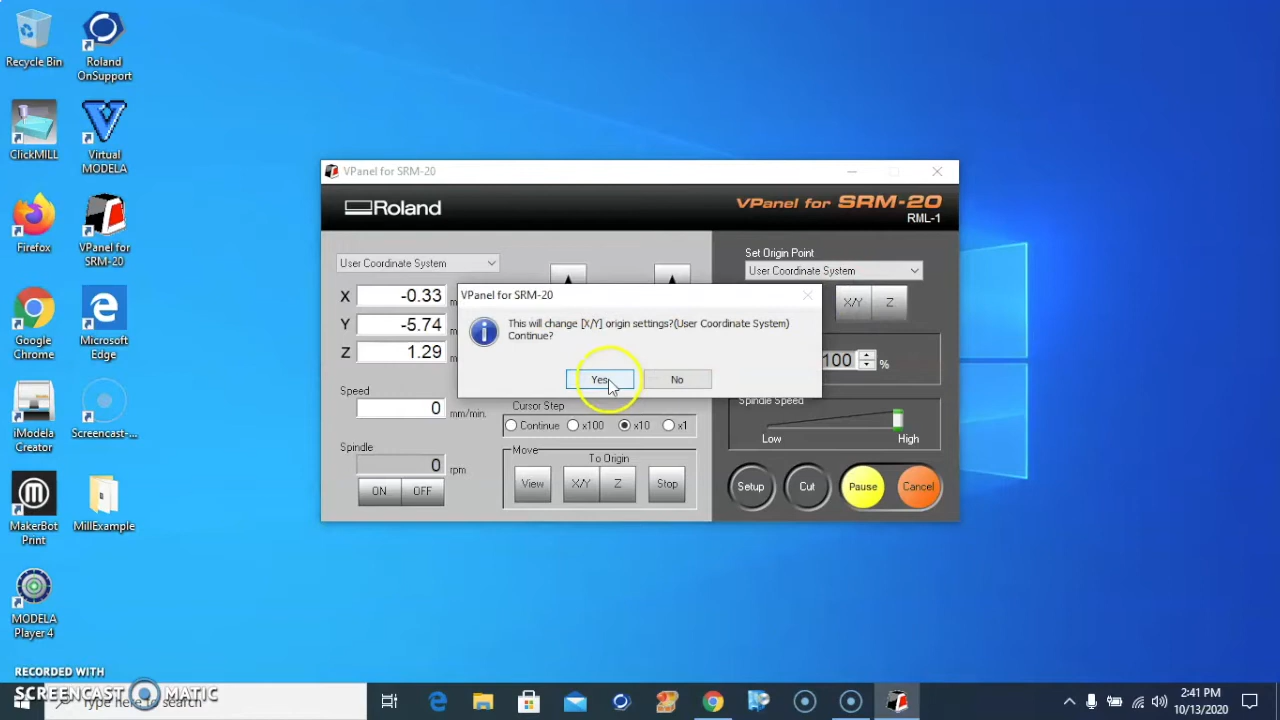 Recycle Bin
Roland
OnSupport
ClickMILL
Virtual
MODELA
Firefox
VPanel for
SRM-20
Google
Chrome
Microsoft
Edge
iModela
Creator
Screencast-...
MakerBot
Print
MillExample
MODELA
Player 4
VPanel for SRM-20
Roland
VPanel for SRM-20
RML-1
User Coordinate System
X -0.33
Y -5.74
Z 1.29
Speed
0 mm/min.
Spindle
0 rpm
ON OFF
Set Origin Point
User Coordinate System
X/Y Z
100 %
Spindle Speed
Low High
VPanel for SRM-20
This will change [X/Y] origin settings?(User Coordinate System)
Continue?
Yes No
Cursor Step
Continue x100 x10 x1
Move
To Origin
View X/Y Z Stop
Setup Cut Pause Cancel
RECORDED WITH
SCREENCAST MATIC
Type here to search
2:41 PM
10/13/2020